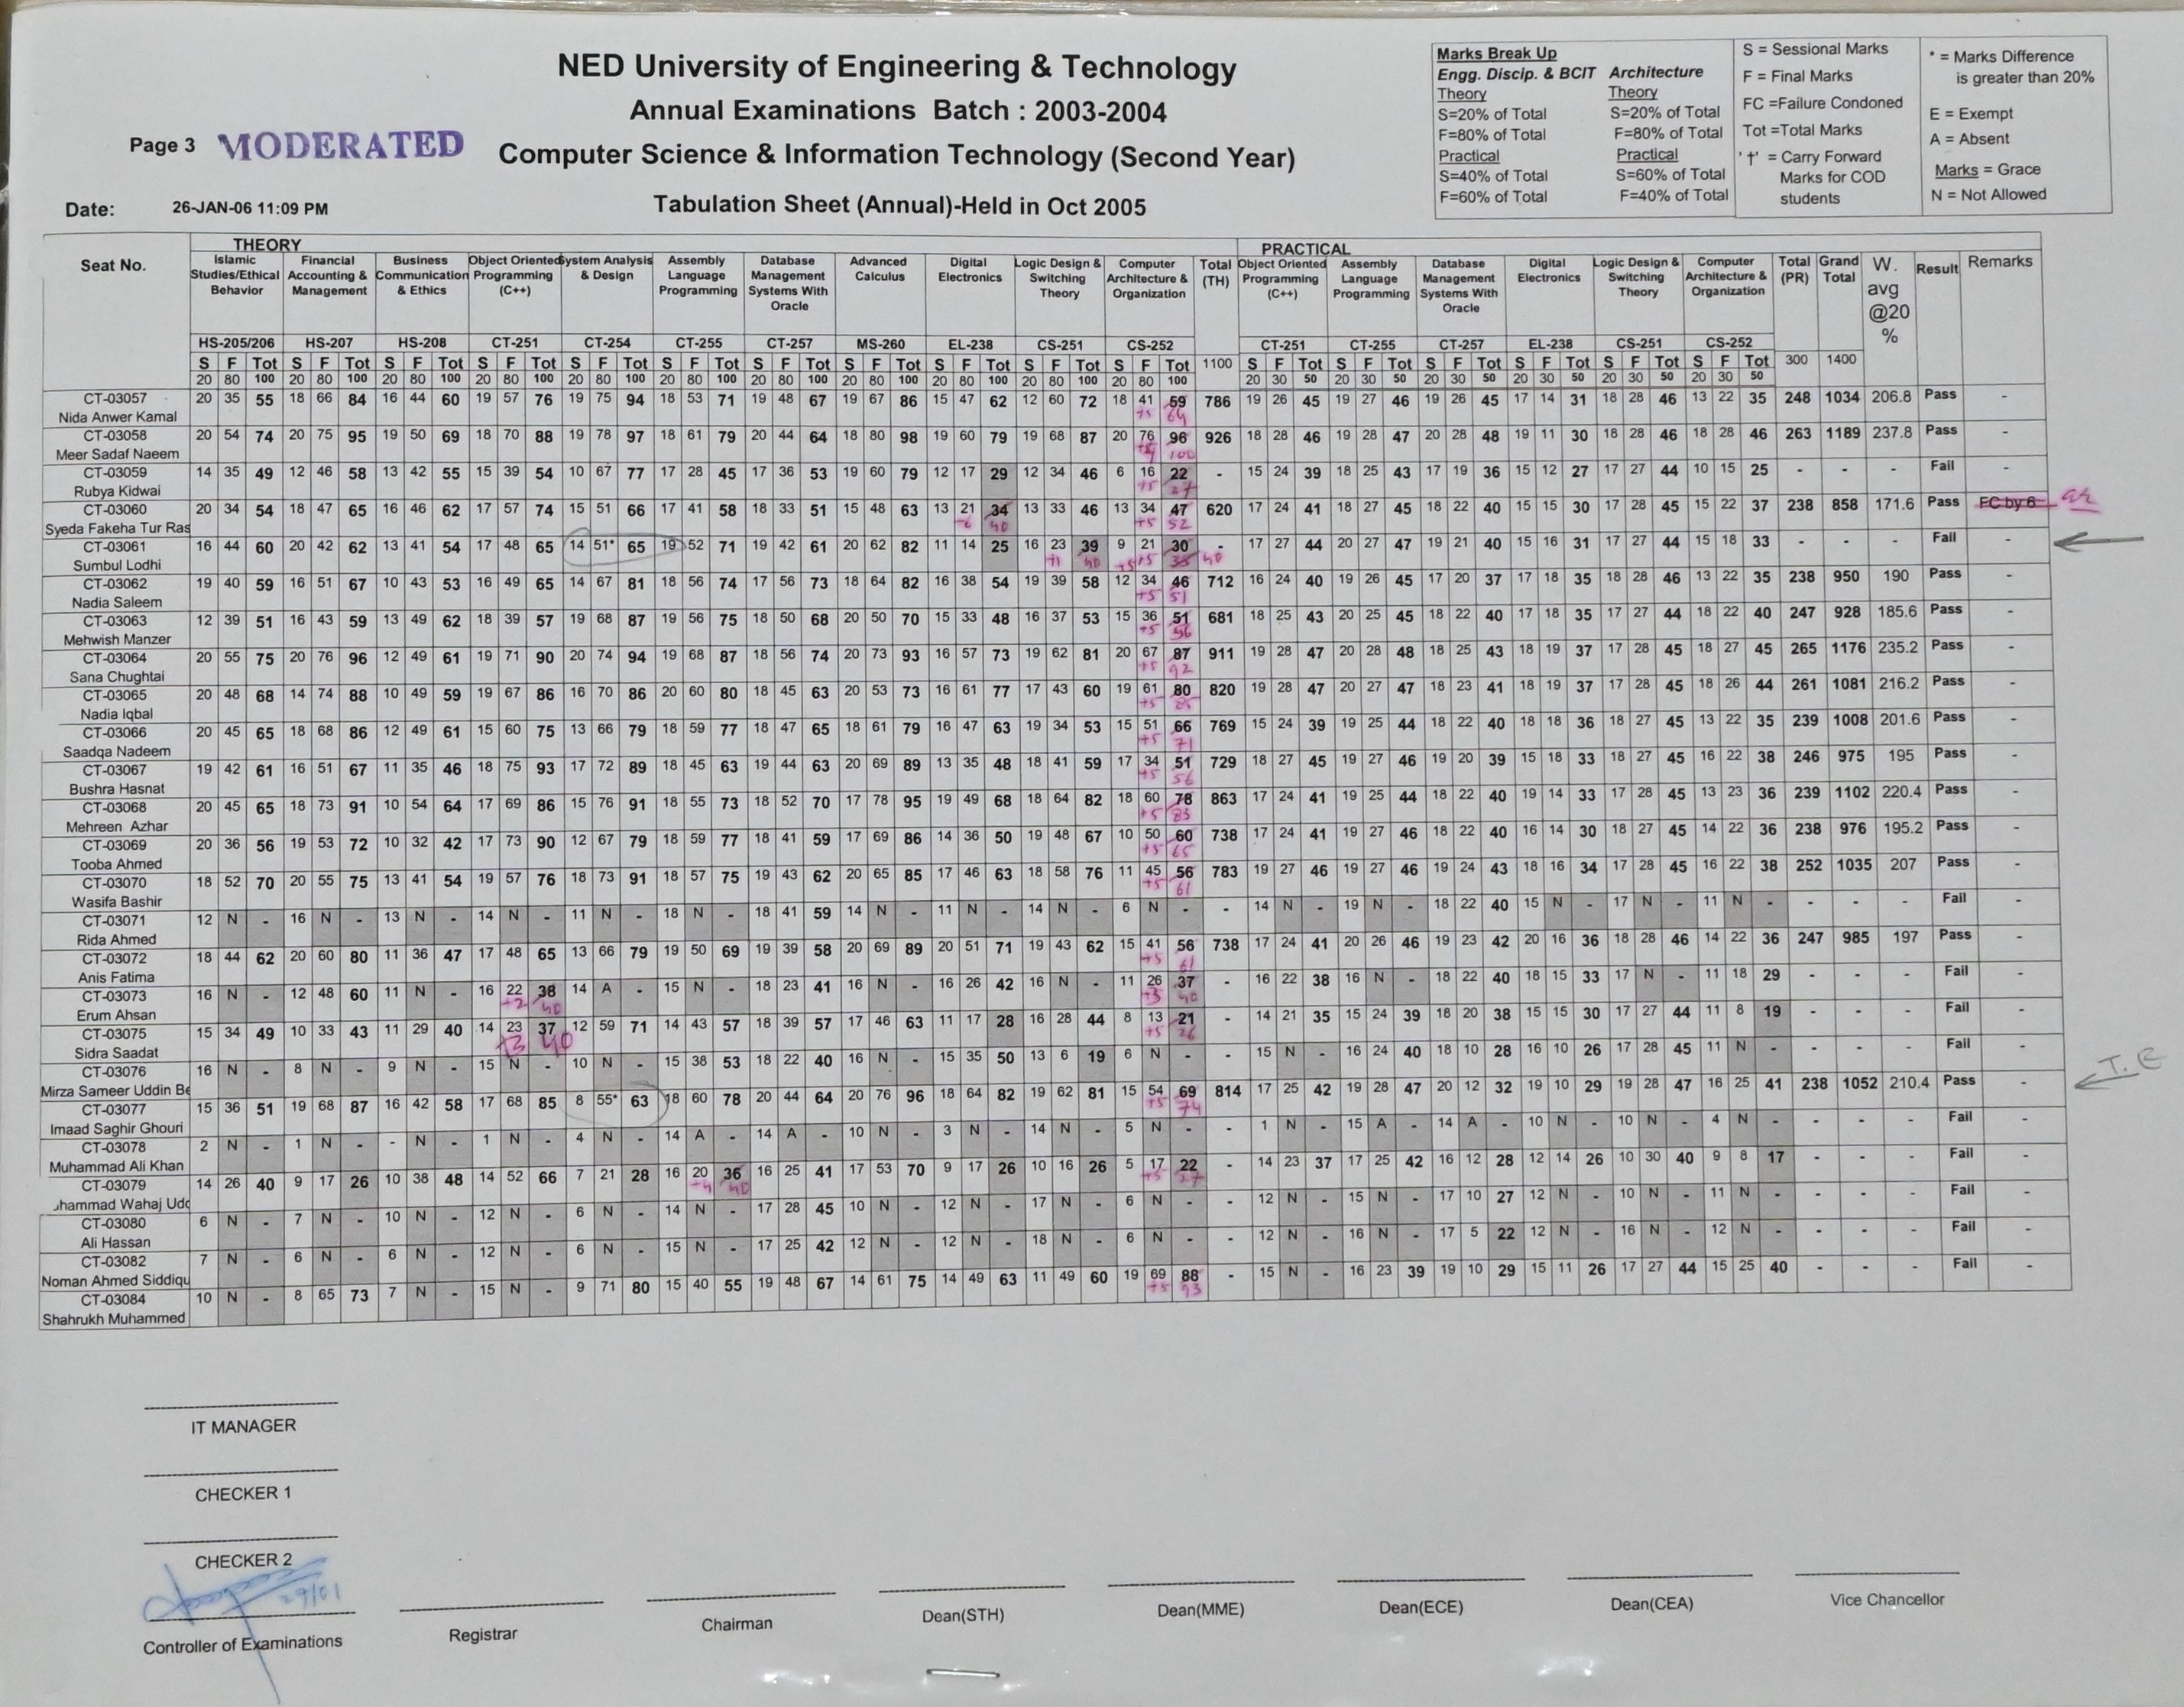 NED University of Engineering & Technology
Annual Examinations Batch : 2003-2004
Page 3 MODERATED Computer Science & Information Technology (Second Year)
Date: 26-JAN-06 11:09 PM Tabulation Sheet (Annual)-Held in Oct 2005
Marks Break Up
Engg. Discip. & BCIT Architecture
Theory Theory
S=20% of Total S=20% of Total
F=80% of Total F=80% of Total
Practical Practical
S=40% of Total S=60% of Total
F=60% of Total F=40% of Total
S = Sessional Marks
F = Final Marks
FC =Failure Condoned
Tot =Total Marks
'†' = Carry Forward
Marks for COD
students
* = Marks Difference
is greater than 20%
E = Exempt
A = Absent
Marks = Grace
N = Not Allowed
THEORY PRACTICAL
Seat No. Islamic Studies/Ethical Behavior Financial Accounting & Management Business Communication & Ethics Object Oriented Programming (C++) System Analysis & Design Assembly Language Programming Database Management Systems With Oracle Advanced Calculus Digital Electronics Logic Design & Switching Theory Computer Architecture & Organization Total (TH) Object Oriented Programming (C++) Assembly Language Programming Database Management Systems With Oracle Digital Electronics Logic Design & Switching Theory Computer Architecture & Organization Total (PR) Grand Total W. avg @20 % Result Remarks
HS-205/206 HS-207 HS-208 CT-251 CT-254 CT-255 CT-257 MS-260 EL-238 CS-251 CS-252 CT-251 CT-255 CT-257 EL-238 CS-251 CS-252
S F Tot S F Tot S F Tot S F Tot S F Tot S F Tot S F Tot S F Tot S F Tot S F Tot S F Tot 1100 S F Tot S F Tot S F Tot S F Tot S F Tot S F Tot 300 1400
20 80 100 20 80 100 20 80 100 20 80 100 20 80 100 20 80 100 20 80 100 20 80 100 20 80 100 20 80 100 20 80 100 20 30 50 20 30 50 20 30 50 20 30 50 20 30 50 20 30 50
CT-03057 20 35 55 18 66 84 16 44 60 19 57 76 19 75 94 18 53 71 19 48 67 19 67 86 15 47 62 12 60 72 18 41 59 786 19 26 45 19 27 46 19 26 45 17 14 31 18 28 46 13 22 35 248 1034 206.8 Pass -
Nida Anwer Kamal +5 64
CT-03058 20 54 74 20 75 95 19 50 69 18 70 88 19 78 97 18 61 79 20 44 64 18 80 98 19 60 79 19 68 87 20 76 96 926 18 28 46 19 28 47 20 28 48 19 11 30 18 28 46 18 28 46 263 1189 237.8 Pass -
Meer Sadaf Naeem 100
CT-03059 14 35 49 12 46 58 13 42 55 15 39 54 10 67 77 17 28 45 17 36 53 19 60 79 12 17 29 12 34 46 6 16 22 - 15 24 39 18 25 43 17 19 36 15 12 27 17 27 44 10 15 25 - - - Fail -
Rubya Kidwai +5 27
CT-03060 20 34 54 18 47 65 16 46 62 17 57 74 15 51 66 17 41 58 18 33 51 15 48 63 13 21 34 13 33 46 13 34 47 620 17 24 41 18 27 45 18 22 40 15 15 30 17 28 45 15 22 37 238 858 171.6 Pass FC by 6
Syeda Fakeha Tur Ras 40 +5 52
CT-03061 16 44 60 20 42 62 13 41 54 17 48 65 14 51* 65 19 52 71 19 42 61 20 62 82 11 14 25 16 23 39 9 21 30 - 17 27 44 20 27 47 19 21 40 15 16 31 17 27 44 15 18 33 - - - Fail -
Sumbul Lodhi +1 40 +5 35 40
CT-03062 19 40 59 16 51 67 10 43 53 16 49 65 14 67 81 18 56 74 17 56 73 18 64 82 16 38 54 19 39 58 12 34 46 712 16 24 40 19 26 45 17 20 37 17 18 35 18 28 46 13 22 35 238 950 190 Pass -
Nadia Saleem +5 51
CT-03063 12 39 51 16 43 59 13 49 62 18 39 57 19 68 87 19 56 75 18 50 68 20 50 70 15 33 48 16 37 53 15 36 51 681 18 25 43 20 25 45 18 22 40 17 18 35 17 27 44 18 22 40 247 928 185.6 Pass -
Mehwish Manzer +5 56
CT-03064 20 55 75 20 76 96 12 49 61 19 71 90 20 74 94 19 68 87 18 56 74 20 73 93 16 57 73 19 62 81 20 67 87 911 19 28 47 20 28 48 18 25 43 18 19 37 17 28 45 18 27 45 265 1176 235.2 Pass -
Sana Chughtai +5 92
CT-03065 20 48 68 14 74 88 10 49 59 19 67 86 16 70 86 20 60 80 18 45 63 20 53 73 16 61 77 17 43 60 19 61 80 820 19 28 47 20 27 47 18 23 41 18 19 37 17 28 45 18 26 44 261 1081 216.2 Pass -
Nadia Iqbal +5 85
CT-03066 20 45 65 18 68 86 12 49 61 15 60 75 13 66 79 18 59 77 18 47 65 18 61 79 16 47 63 19 34 53 15 51 66 769 15 24 39 19 25 44 18 22 40 18 18 36 18 27 45 13 22 35 239 1008 201.6 Pass -
Saadqa Nadeem +5 71
CT-03067 19 42 61 16 51 67 11 35 46 18 75 93 17 72 89 18 45 63 19 44 63 20 69 89 13 35 48 18 41 59 17 34 51 729 18 27 45 19 27 46 19 20 39 15 18 33 18 27 45 16 22 38 246 975 195 Pass -
Bushra Hasnat +5 56
CT-03068 20 45 65 18 73 91 10 54 64 17 69 86 15 76 91 18 55 73 18 52 70 17 78 95 19 49 68 18 64 82 18 60 78 863 17 24 41 19 25 44 18 22 40 19 14 33 17 28 45 13 23 36 239 1102 220.4 Pass -
Mehreen Azhar +5 83
CT-03069 20 36 56 19 53 72 10 32 42 17 73 90 12 67 79 18 59 77 18 41 59 17 69 86 14 36 50 19 48 67 10 50 60 738 17 24 41 19 27 46 18 22 40 16 14 30 18 27 45 14 22 36 238 976 195.2 Pass -
Tooba Ahmed +5 65
CT-03070 18 52 70 20 55 75 13 41 54 19 57 76 18 73 91 18 57 75 19 43 62 20 65 85 17 46 63 18 58 76 11 45 56 783 19 27 46 19 27 46 19 24 43 18 16 34 17 28 45 16 22 38 252 1035 207 Pass -
Wasifa Bashir +5 61
CT-03071 12 N - 16 N - 13 N - 14 N - 11 N - 18 N - 18 41 59 14 N - 11 N - 14 N - 6 N - - 14 N - 19 N - 18 22 40 15 N - 17 N - 11 N - - - - Fail -
Rida Ahmed
CT-03072 18 44 62 20 60 80 11 36 47 17 48 65 13 66 79 19 50 69 19 39 58 20 69 89 20 51 71 19 43 62 15 41 56 738 17 24 41 20 26 46 19 23 42 20 16 36 18 28 46 14 22 36 247 985 197 Pass -
Anis Fatima +5 61
CT-03073 16 N - 12 48 60 11 N - 16 22 38 14 A - 15 N - 18 23 41 16 N - 16 26 42 16 N - 11 26 37 - 16 22 38 16 N - 18 22 40 18 15 33 17 N - 11 18 29 - - - Fail -
Erum Ahsan +2 40 +3 40
CT-03075 15 34 49 10 33 43 11 29 40 14 23 37 12 59 71 14 43 57 18 39 57 17 46 63 11 17 28 16 28 44 8 13 21 - 14 21 35 15 24 39 18 20 38 15 15 30 17 27 44 11 8 19 - - - Fail -
Sidra Saadat +3 40 +5 26
CT-03076 16 N - 8 N - 9 N - 15 N - 10 N - 15 38 53 18 22 40 16 N - 15 35 50 13 6 19 6 N - - 15 N - 16 24 40 18 10 28 16 10 26 17 28 45 11 N - - - - Fail -
Mirza Sameer Uddin Be
CT-03077 15 36 51 19 68 87 16 42 58 17 68 85 8 55* 63 18 60 78 20 44 64 20 76 96 18 64 82 19 62 81 15 54 69 814 17 25 42 19 28 47 20 12 32 19 10 29 19 28 47 16 25 41 238 1052 210.4 Pass - T.E
Imaad Saghir Ghouri +5 74
CT-03078 2 N - 1 N - - N - 1 N - 4 N - 14 A - 14 A - 10 N - 3 N - 14 N - 5 N - - 1 N - 15 A - 14 A - 10 N - 10 N - 4 N - - - - Fail -
Muhammad Ali Khan
CT-03079 14 26 40 9 17 26 10 38 48 14 52 66 7 21 28 16 20 36 16 25 41 17 53 70 9 17 26 10 16 26 5 17 22 - 14 23 37 17 25 42 16 12 28 12 14 26 10 30 40 9 8 17 - - - Fail -
hammad Wahaj Udd +4 40 +5 27
CT-03080 6 N - 7 N - 10 N - 12 N - 6 N - 14 N - 17 28 45 10 N - 12 N - 17 N - 6 N - - 12 N - 15 N - 17 10 27 12 N - 10 N - 11 N - - - - Fail -
Ali Hassan
CT-03082 7 N - 6 N - 6 N - 12 N - 6 N - 15 N - 17 25 42 12 N - 12 N - 18 N - 6 N - - 12 N - 16 N - 17 5 22 12 N - 16 N - 12 N - - - - Fail -
Noman Ahmed Siddiqu
CT-03084 10 N - 8 65 73 7 N - 15 N - 9 71 80 15 40 55 19 48 67 14 61 75 14 49 63 11 49 60 19 69 88 - 15 N - 16 23 39 19 10 29 15 11 26 17 27 44 15 25 40 - - - Fail -
Shahrukh Muhammed +5 93
IT MANAGER
CHECKER 1
CHECKER 2
29/01
Controller of Examinations Registrar Chairman Dean(STH) Dean(MME) Dean(ECE) Dean(CEA) Vice Chancellor